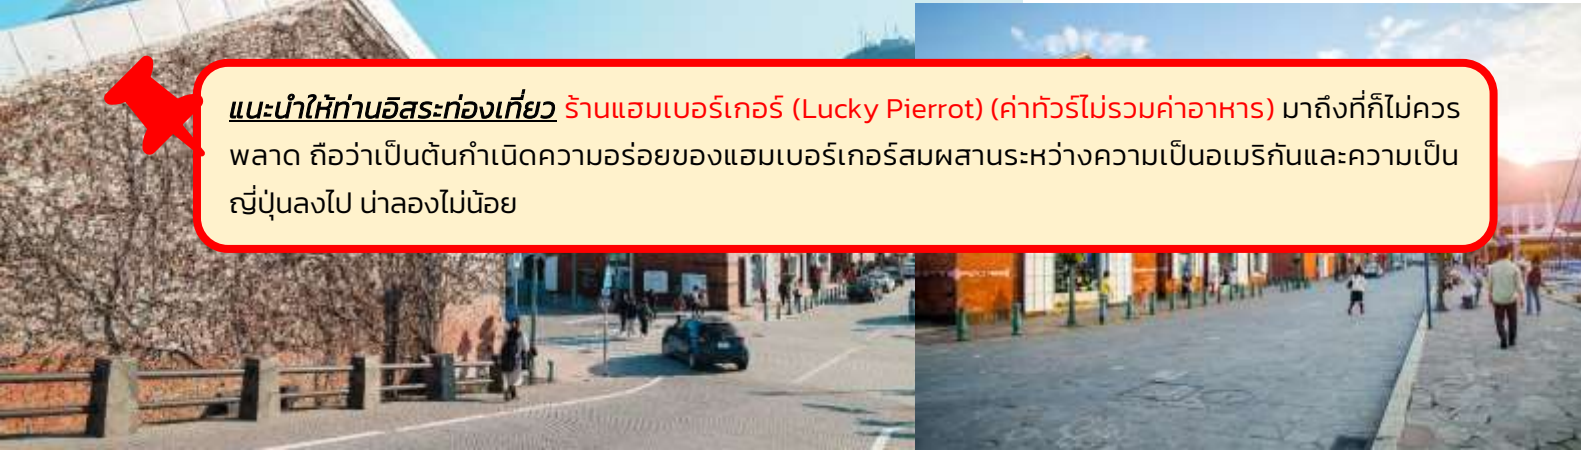 แนะนำให้ท่านอิสระท่องเที่ยว ร้านแฮมเบอร์เกอร์ (Lucky Pierrot) (ค่าทัวร์ไม่รวมค่าอาหาร) มาถึงที่ก็ไม่ควร
พลาด ถือว่าเป็นต้นกำเนิดความอร่อยของแฮมเบอร์เกอร์สมผสานระหว่างความเป็นอเมริกันและความเป็น
ญี่ปุ่นลงไป น่าลองไม่น้อย